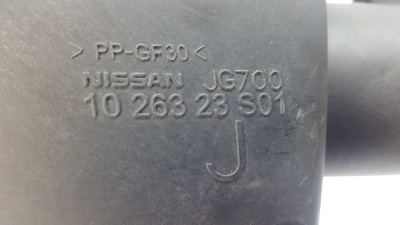 > PP-GF30 <
NISSAN JG700
10 263 23 S01
J